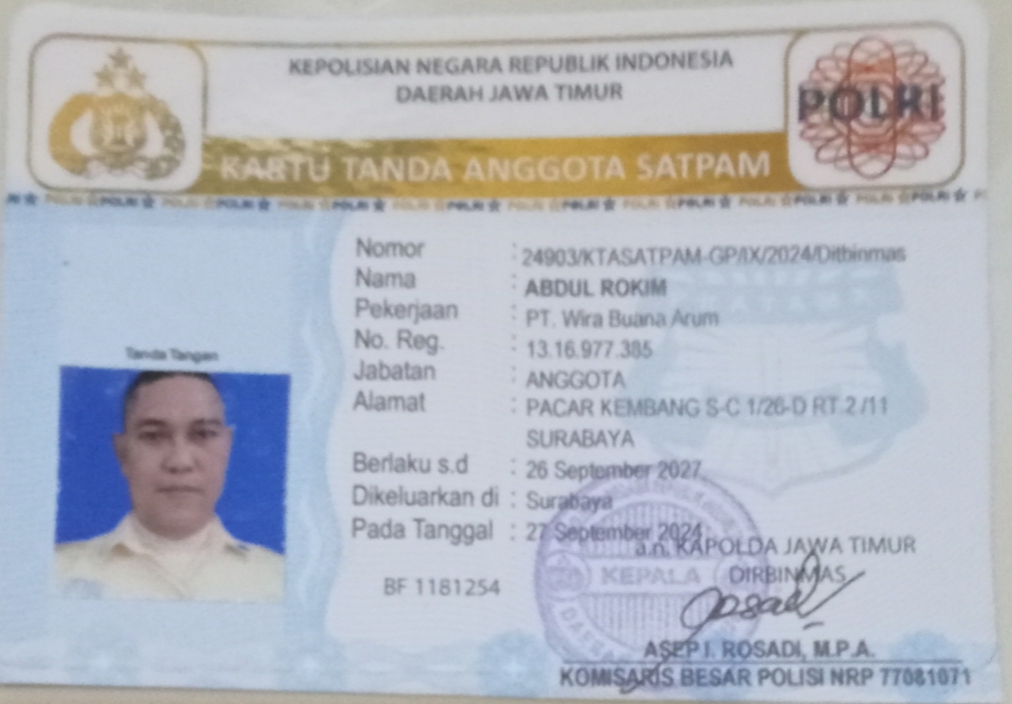 KEPOLISIAN NEGARA REPUBLIK INDONESIA
DAERAH JAWA TIMUR
POLRI
KARTU TANDA ANGGOTA SATPAM
Nomor : 24903/KTASATPAM-GP/IX/2024/Ditbinmas
Nama : ABDUL ROKIM
Pekerjaan : PT. Wira Buana Arum
No. Reg. : 13.16.977.385
Jabatan : ANGGOTA
Alamat : PACAR KEMBANG S-C 1/26-D RT.2 /11
SURABAYA
Berlaku s.d : 26 September 2027
Dikeluarkan di : Surabaya
Pada Tanggal : 27 September 2024
Tanda Tangan
BF 1181254
a.n. KAPOLDA JAWA TIMUR
DIRBINMAS
KEPALA
ASEP I. ROSADI, M.P.A.
KOMISARIS BESAR POLISI NRP 77081071